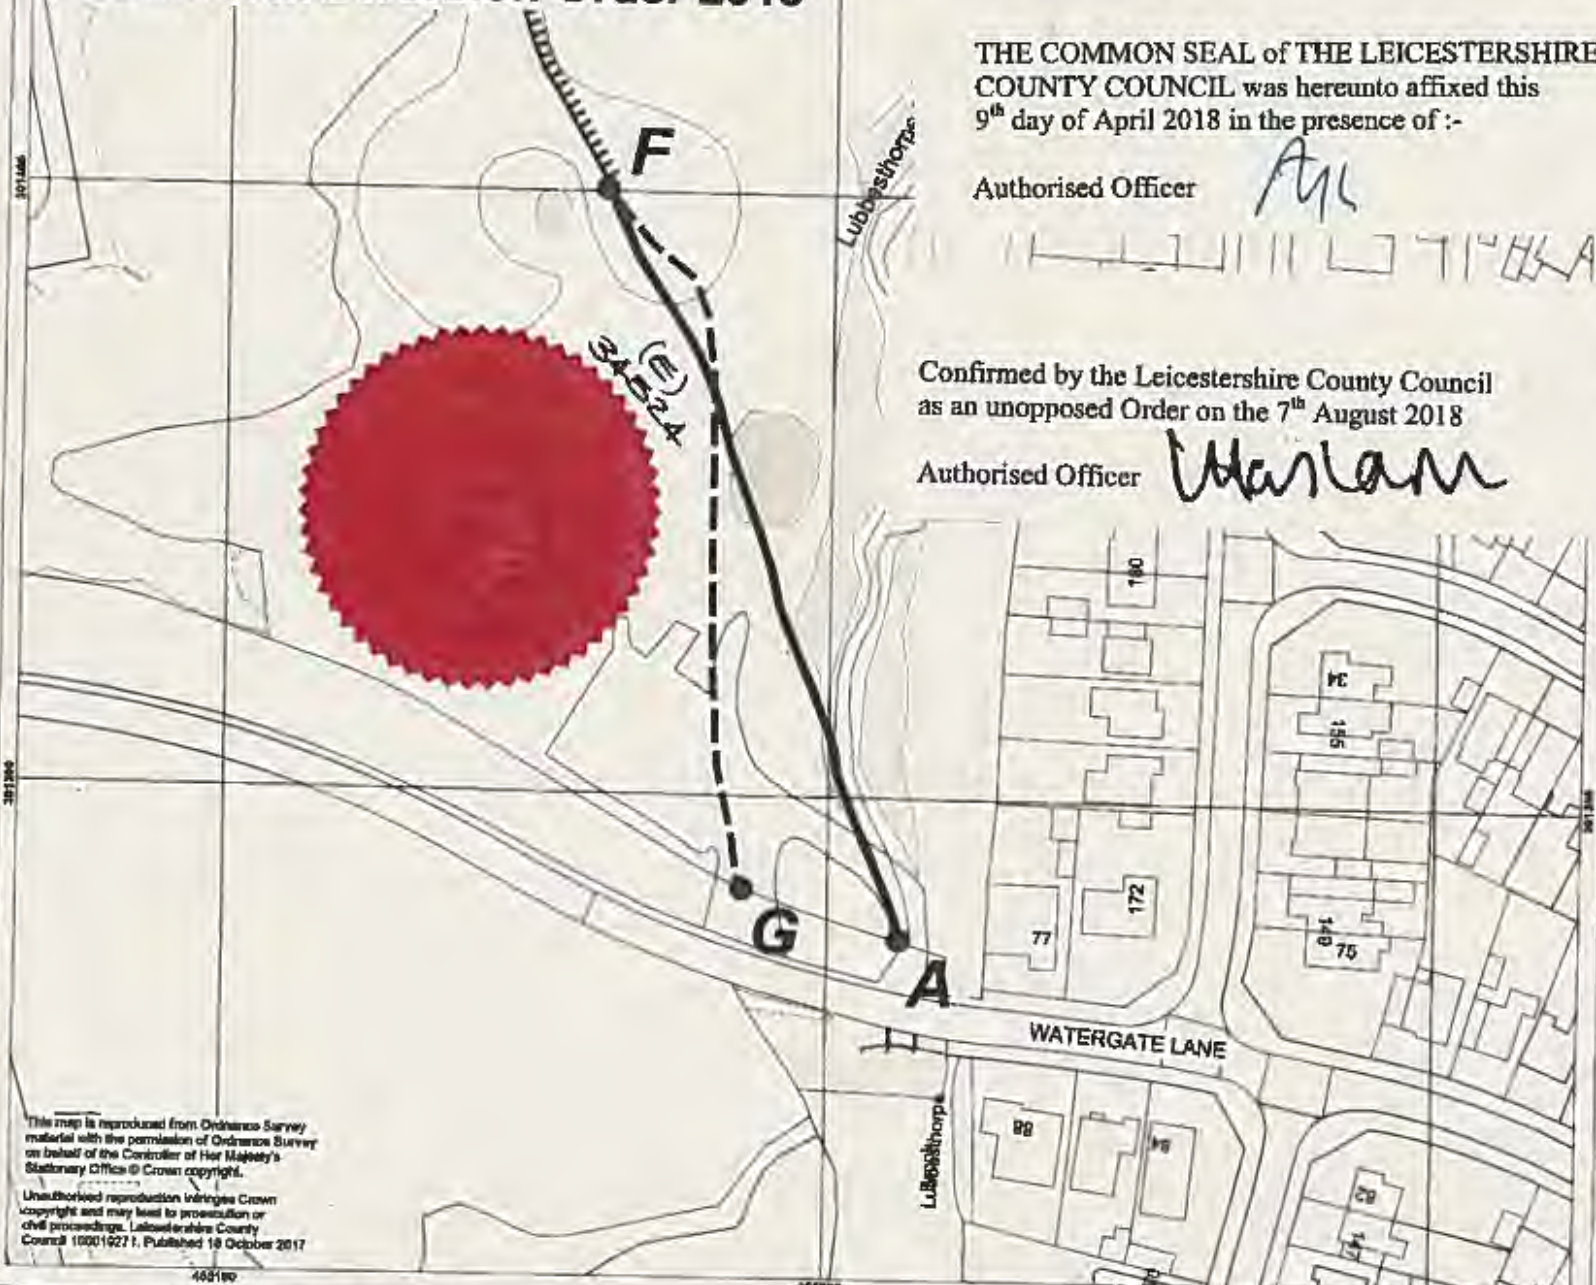 THE COMMON SEAL of THE LEICESTERSHIRE
COUNTY COUNCIL was hereunto affixed this
9th day of April 2018 in the presence of :-
Authorised Officer
F
Lubbesthorpe
(E)
Confirmed by the Leicestershire County Council
as an unopposed Order on the 7th August 2018
Authorised Officer
180
34
155
172
77
149
75
G
A
WATERGATE LANE
88
84
82
147
This map is reproduced from Ordnance Survey
material with the permission of Ordnance Survey
on behalf of the Controller of Her Majesty's
Stationary Office © Crown copyright.
Unauthorised reproduction infringes Crown
copyright and may lead to prosecution or
civil proceedings. Leicestershire County
Council 100019271. Published 18 October 2017